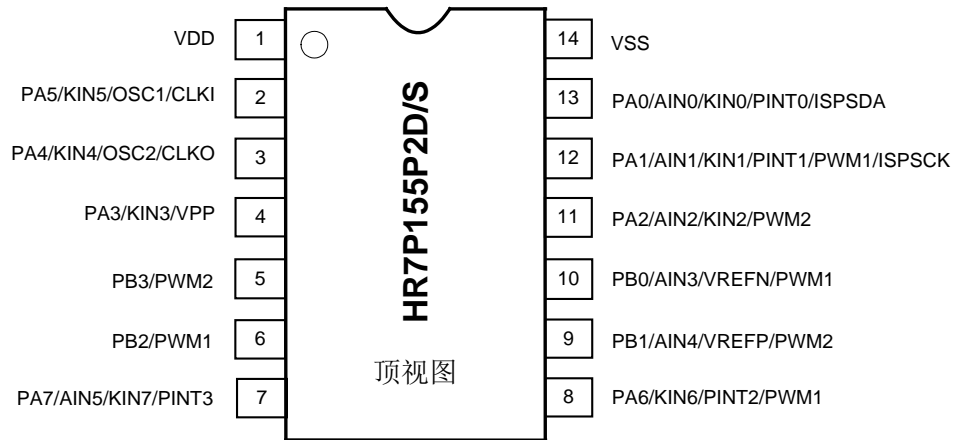 VDD 1 14 VSS
PA5/KIN5/OSC1/CLKI 2 13 PA0/AIN0/KIN0/PINT0/ISPSDA
PA4/KIN4/OSC2/CLKO 3 12 PA1/AIN1/KIN1/PINT1/PWM1/ISPSCK
PA3/KIN3/VPP 4 11 PA2/AIN2/KIN2/PWM2
PB3/PWM2 5 10 PB0/AIN3/VREFN/PWM1
PB2/PWM1 6 9 PB1/AIN4/VREFP/PWM2
PA7/AIN5/KIN7/PINT3 7 8 PA6/KIN6/PINT2/PWM1
HR7P155P2D/S
顶视图